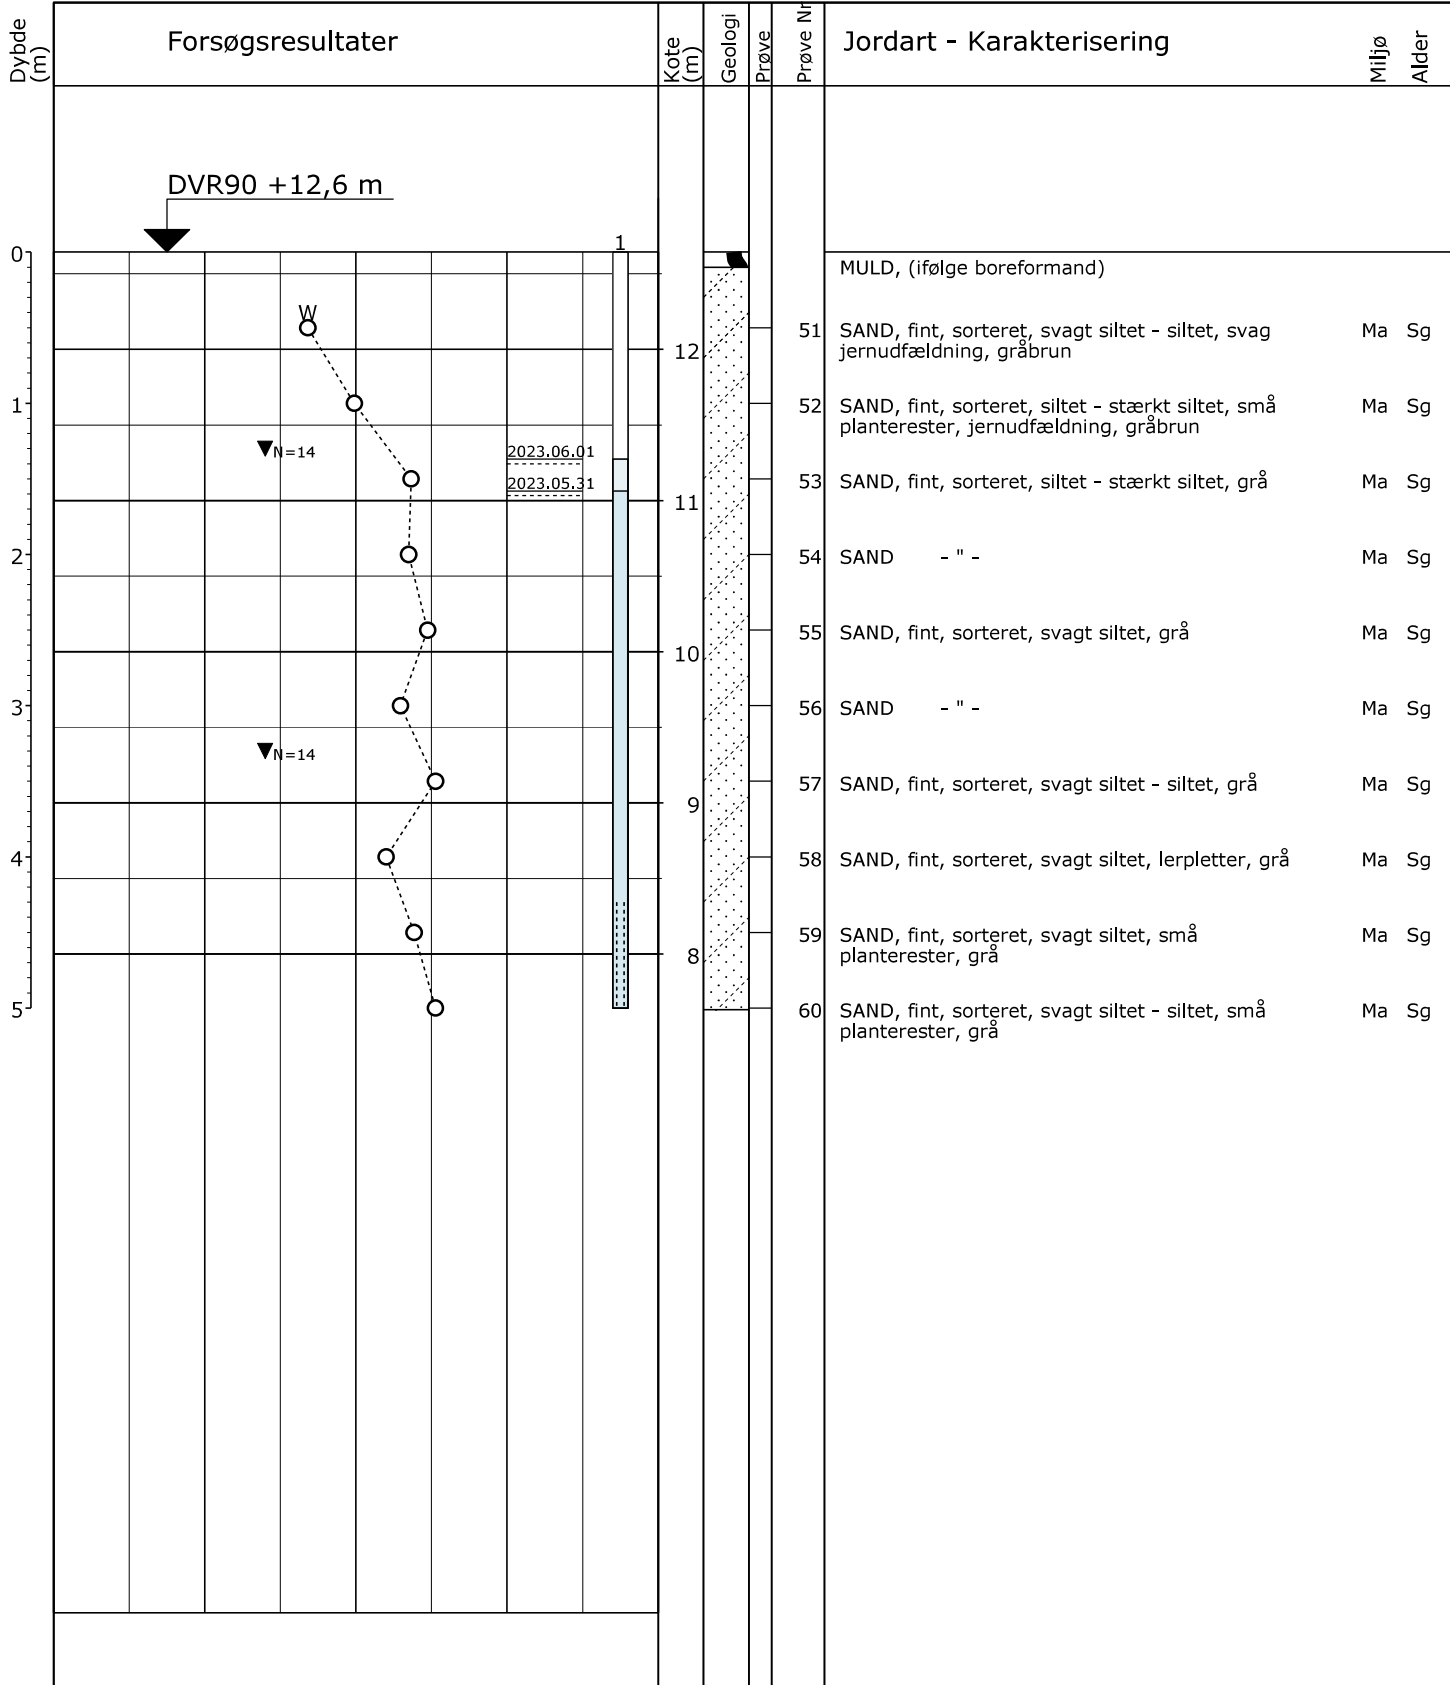 Dybde (m)
Forsøgsresultater
Kote (m)
Geologi
Prøve
Prøve Nr
Jordart - Karakterisering
Miljø
Alder
DVR90 +12,6 m
1
0
MULD, (ifølge boreformand)
W
51 SAND, fint, sorteret, svagt siltet - siltet, svag Ma Sg
jernudfældning, gråbrun
12
1
52 SAND, fint, sorteret, siltet - stærkt siltet, små Ma Sg
planterester, jernudfældning, gråbrun
N=14
2023.06.01
2023.05.31
53 SAND, fint, sorteret, siltet - stærkt siltet, grå Ma Sg
11
2
54 SAND - " - Ma Sg
55 SAND, fint, sorteret, svagt siltet, grå Ma Sg
10
3
56 SAND - " - Ma Sg
N=14
57 SAND, fint, sorteret, svagt siltet - siltet, grå Ma Sg
9
4
58 SAND, fint, sorteret, svagt siltet, lerpletter, grå Ma Sg
59 SAND, fint, sorteret, svagt siltet, små Ma Sg
planterester, grå
8
5
60 SAND, fint, sorteret, svagt siltet - siltet, små Ma Sg
planterester, grå